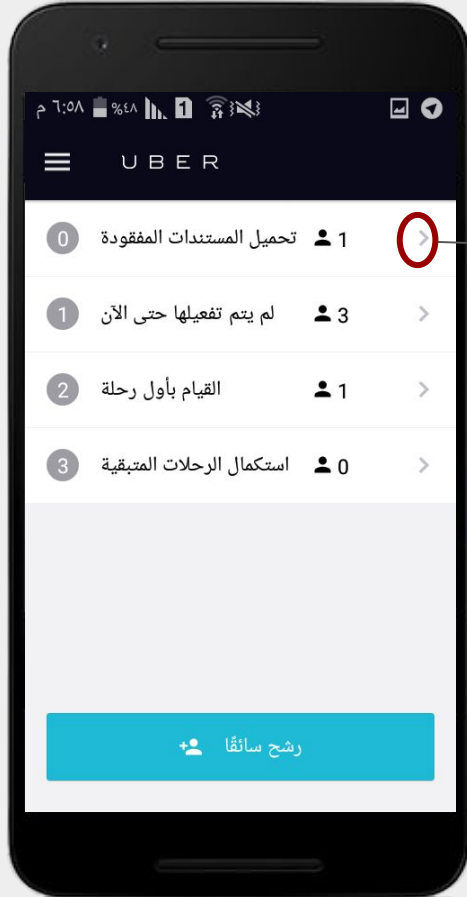 ٦:٥٨ م ٤٨% 1
UBER
0 تحميل المستندات المفقودة 1
1 لم يتم تفعيلها حتى الآن 3
2 القيام بأول رحلة 1
3 استكمال الرحلات المتبقية 0
رشح سائقًا